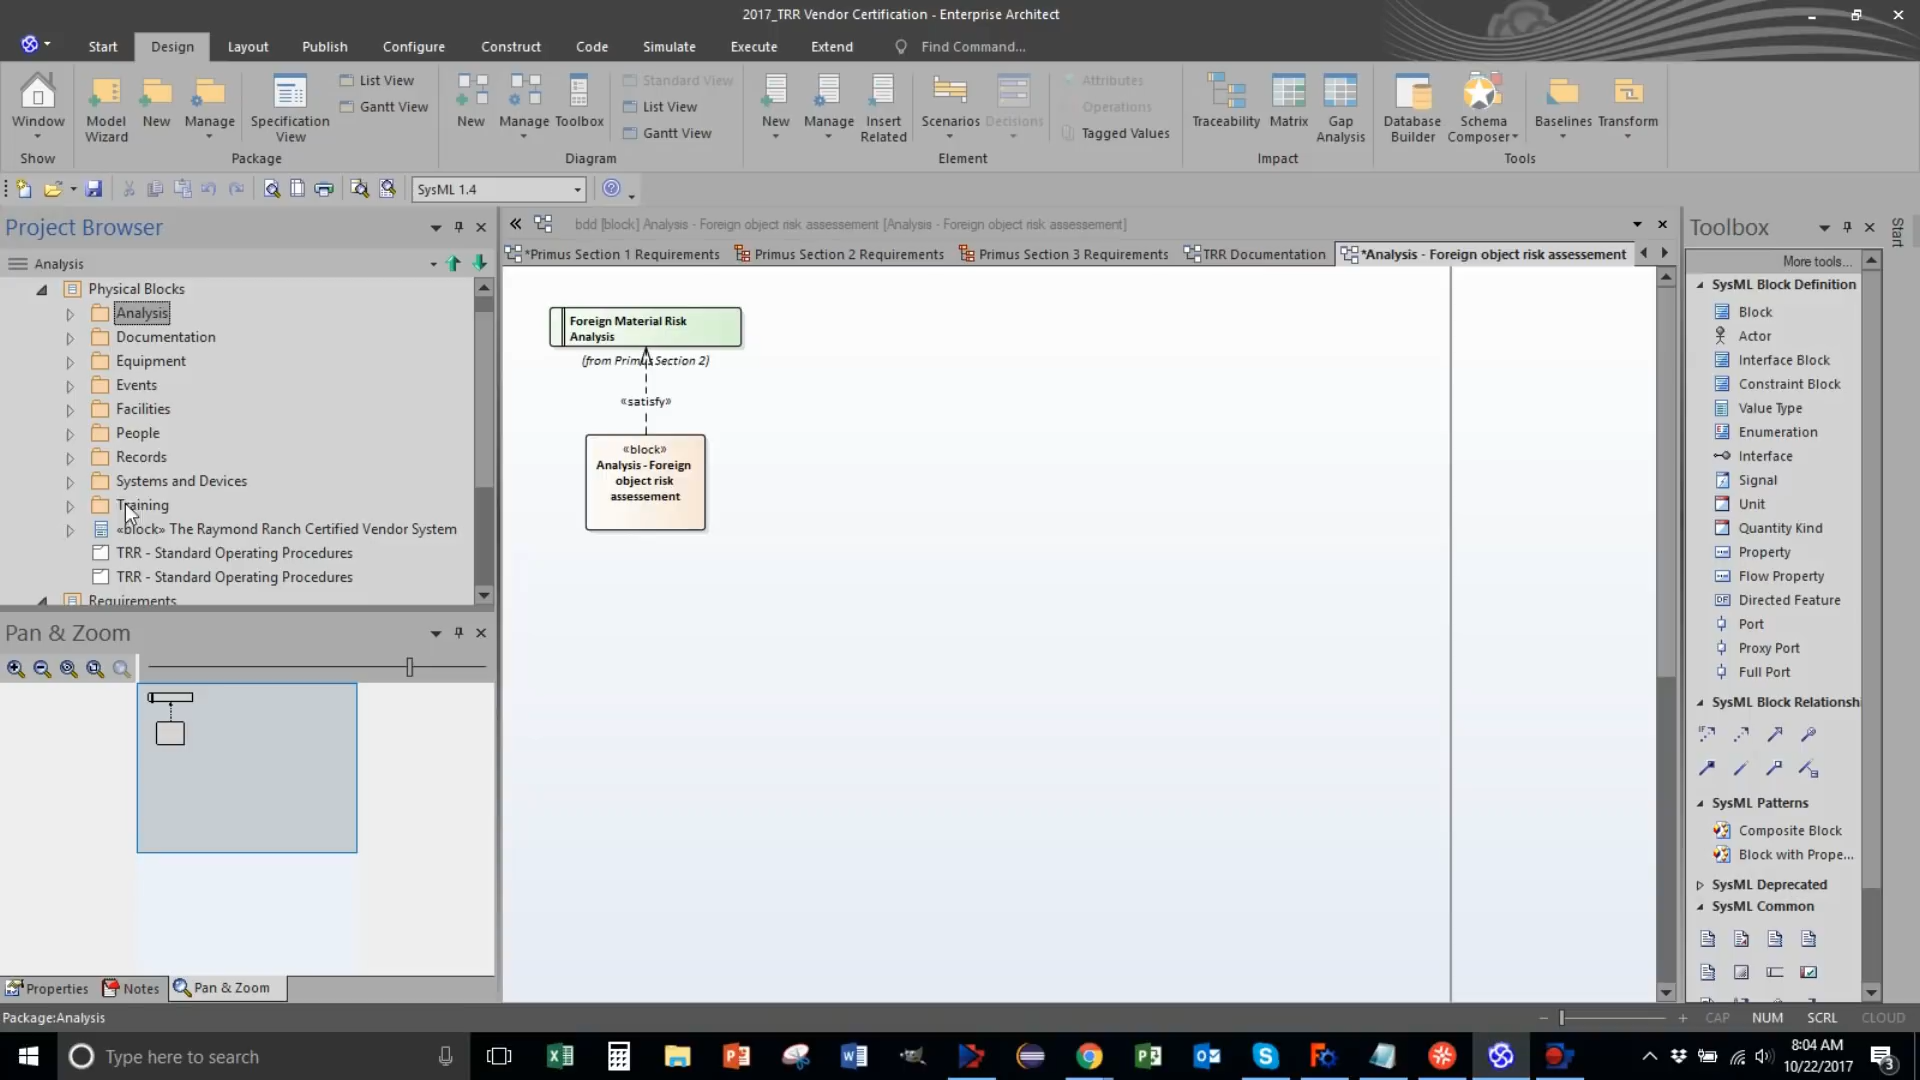 2017_TRR Vendor Certification - Enterprise Architect
Start
Design
Layout
Publish
Configure
Construct
Code
Simulate
Execute
Extend
Find Command...
Window
Show
Model Wizard
New
Manage
Specification View
List View
Gantt View
Package
New
Manage
Toolbox
Standard View
List View
Gantt View
Diagram
New
Manage
Insert Related
Scenarios
Decisions
Attributes
Operations
Tagged Values
Element
Traceability
Matrix
Gap Analysis
Impact
Database Builder
Schema Composer
Baselines
Transform
Tools
SysML 1.4
Project Browser
Analysis
Physical Blocks
Analysis
Documentation
Equipment
Events
Facilities
People
Records
Systems and Devices
Training
«block» The Raymond Ranch Certified Vendor System
TRR - Standard Operating Procedures
TRR - Standard Operating Procedures
Requirements
Pan & Zoom
Properties
Notes
Pan & Zoom
bdd [block] Analysis - Foreign object risk assessement [Analysis - Foreign object risk assessement]
*Primus Section 1 Requirements
Primus Section 2 Requirements
Primus Section 3 Requirements
TRR Documentation
*Analysis - Foreign object risk assessement
Foreign Material Risk
Analysis
(from Primus Section 2)
«satisfy»
«block»
Analysis - Foreign
object risk
assessement
Toolbox
Start
More tools...
SysML Block Definition
Block
Actor
Interface Block
Constraint Block
Value Type
Enumeration
Interface
Signal
Unit
Quantity Kind
Property
Flow Property
Directed Feature
Port
Proxy Port
Full Port
SysML Block Relationsh
SysML Patterns
Composite Block
Block with Prope...
SysML Deprecated
SysML Common
Package:Analysis
CAP
NUM
SCRL
CLOUD
Type here to search
8:04 AM
10/22/2017
3